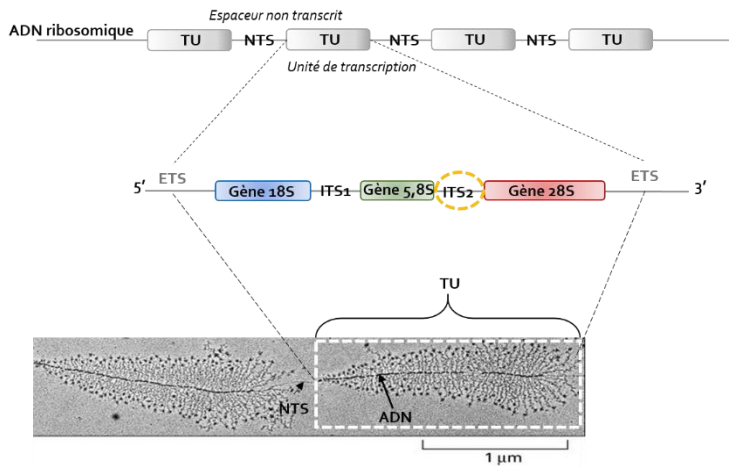 Espaceur non transcrit
ADN ribosomique TU NTS TU NTS TU NTS TU
Unité de transcription
ETS ETS
5’ Gène 18S ITS1 Gène 5,8S ITS2 Gène 28S 3’
TU
NTS
ADN
1 µm